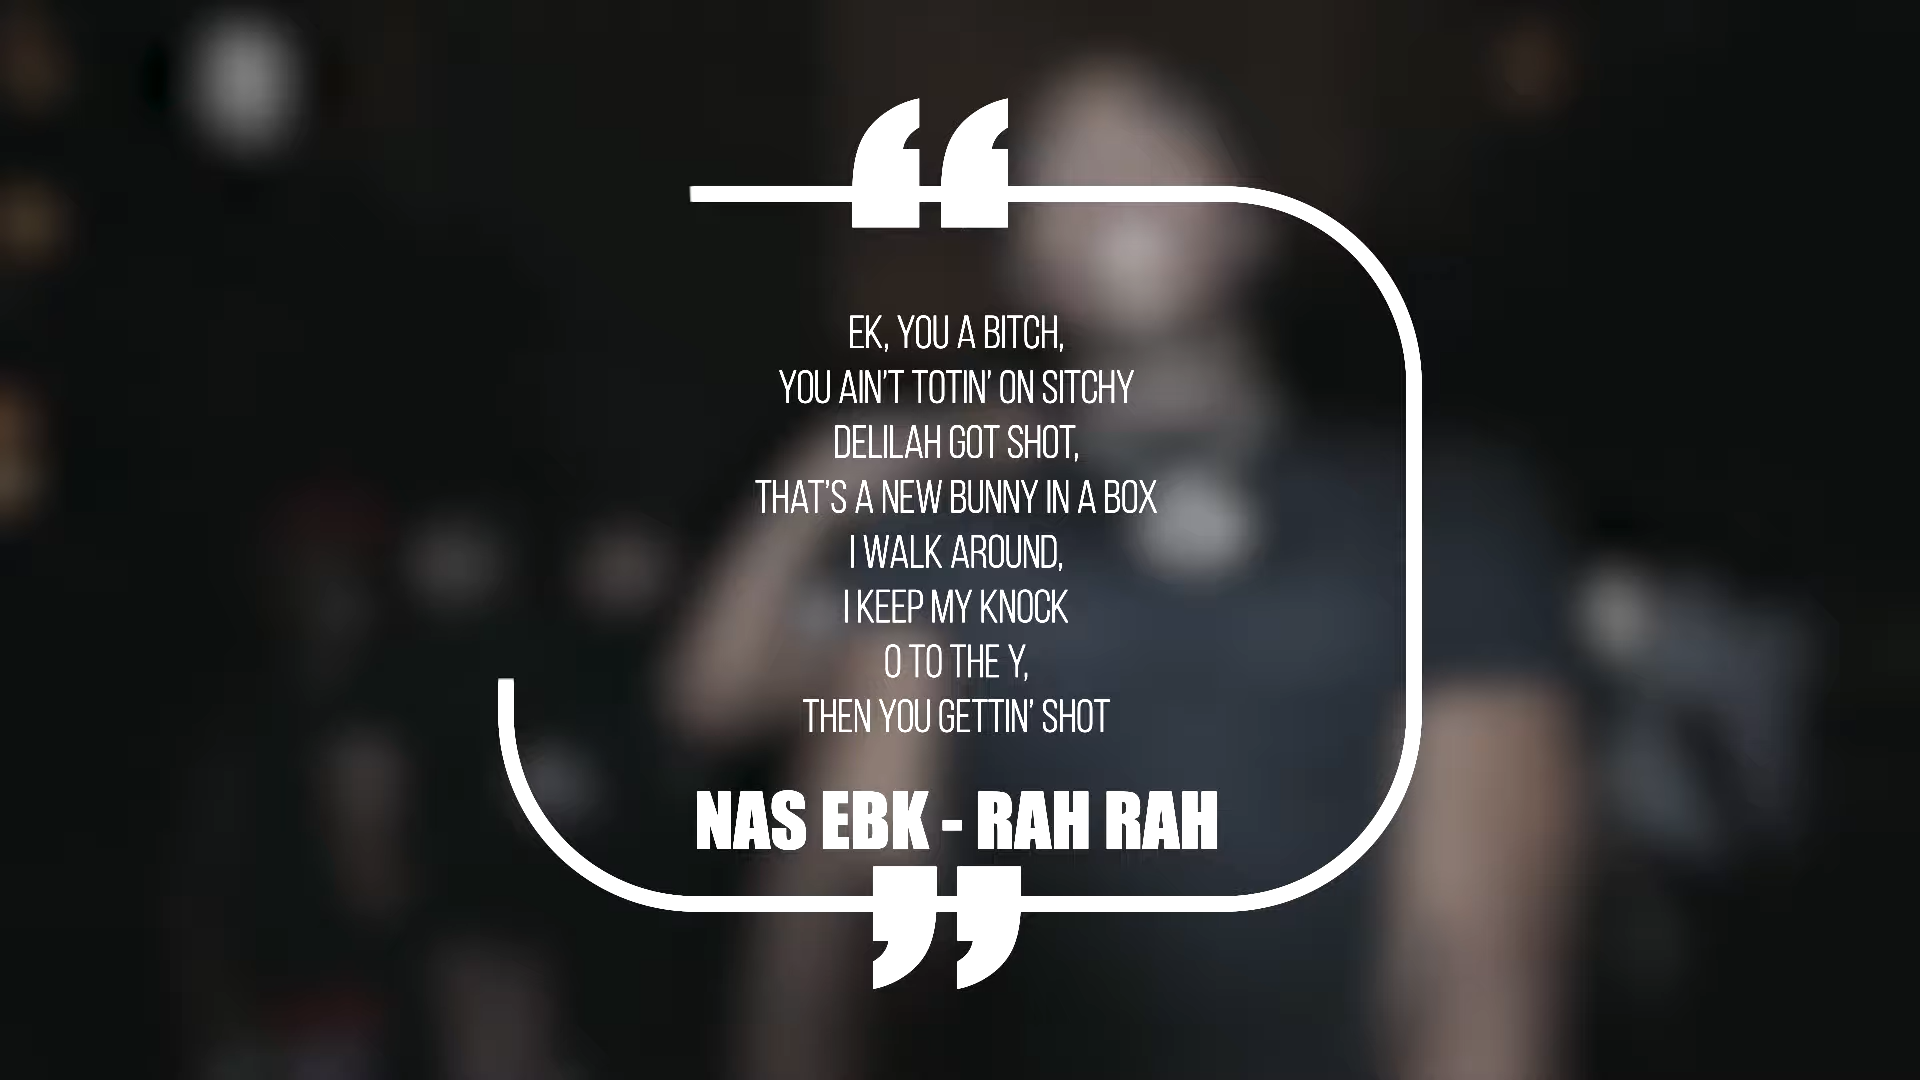 EK, YOU A BITCH,
YOU AIN'T TOTIN' ON SITCHY
DELILAH GOT SHOT,
THAT'S A NEW BUNNY IN A BOX
I WALK AROUND,
I KEEP MY KNOCK
O TO THE Y,
THEN YOU GETTIN' SHOT
NAS EBK - RAH RAH